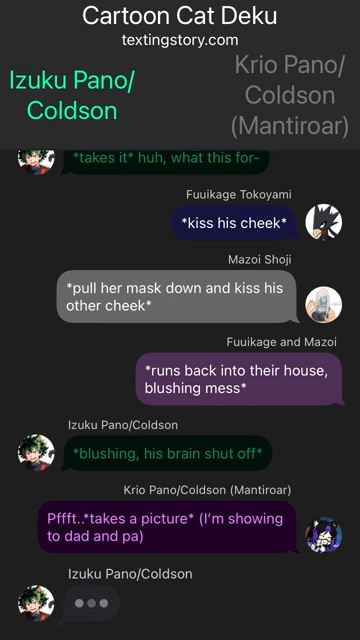 Cartoon Cat Deku
textingstory.com
Izuku Pano/
Coldson
Krio Pano/
Coldson
(Mantiroar)
*takes it* huh, what this for-
Fuuikage Tokoyami
*kiss his cheek*
Mazoi Shoji
*pull her mask down and kiss his
other cheek*
Fuuikage and Mazoi
*runs back into their house,
blushing mess*
Izuku Pano/Coldson
*blushing, his brain shut off*
Krio Pano/Coldson (Mantiroar)
Pffft..*takes a picture* (I'm showing
to dad and pa)
Izuku Pano/Coldson